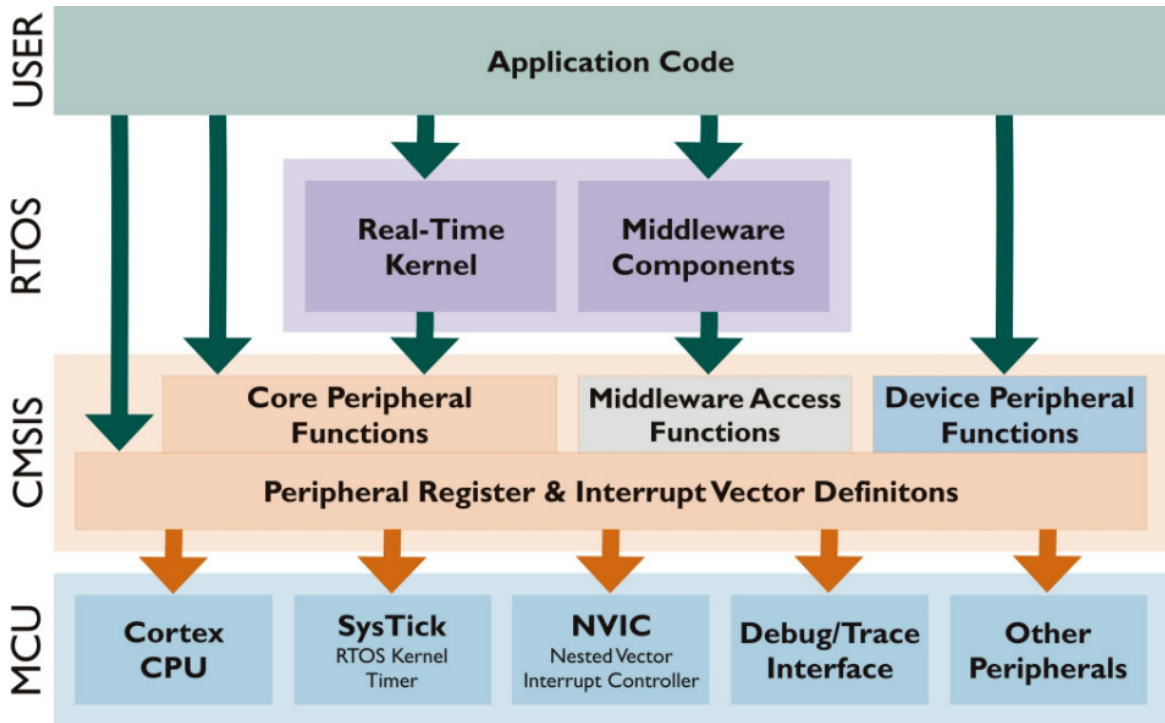 USER
Application Code
RTOS
Real-Time
Kernel
Middleware
Components
CMSIS
Core Peripheral
Functions
Middleware Access
Functions
Device Peripheral
Functions
Peripheral Register & Interrupt Vector Definitons
MCU
Cortex
CPU
SysTick
RTOS Kernel
Timer
NVIC
Nested Vector
Interrupt Controller
Debug/Trace
Interface
Other
Peripherals